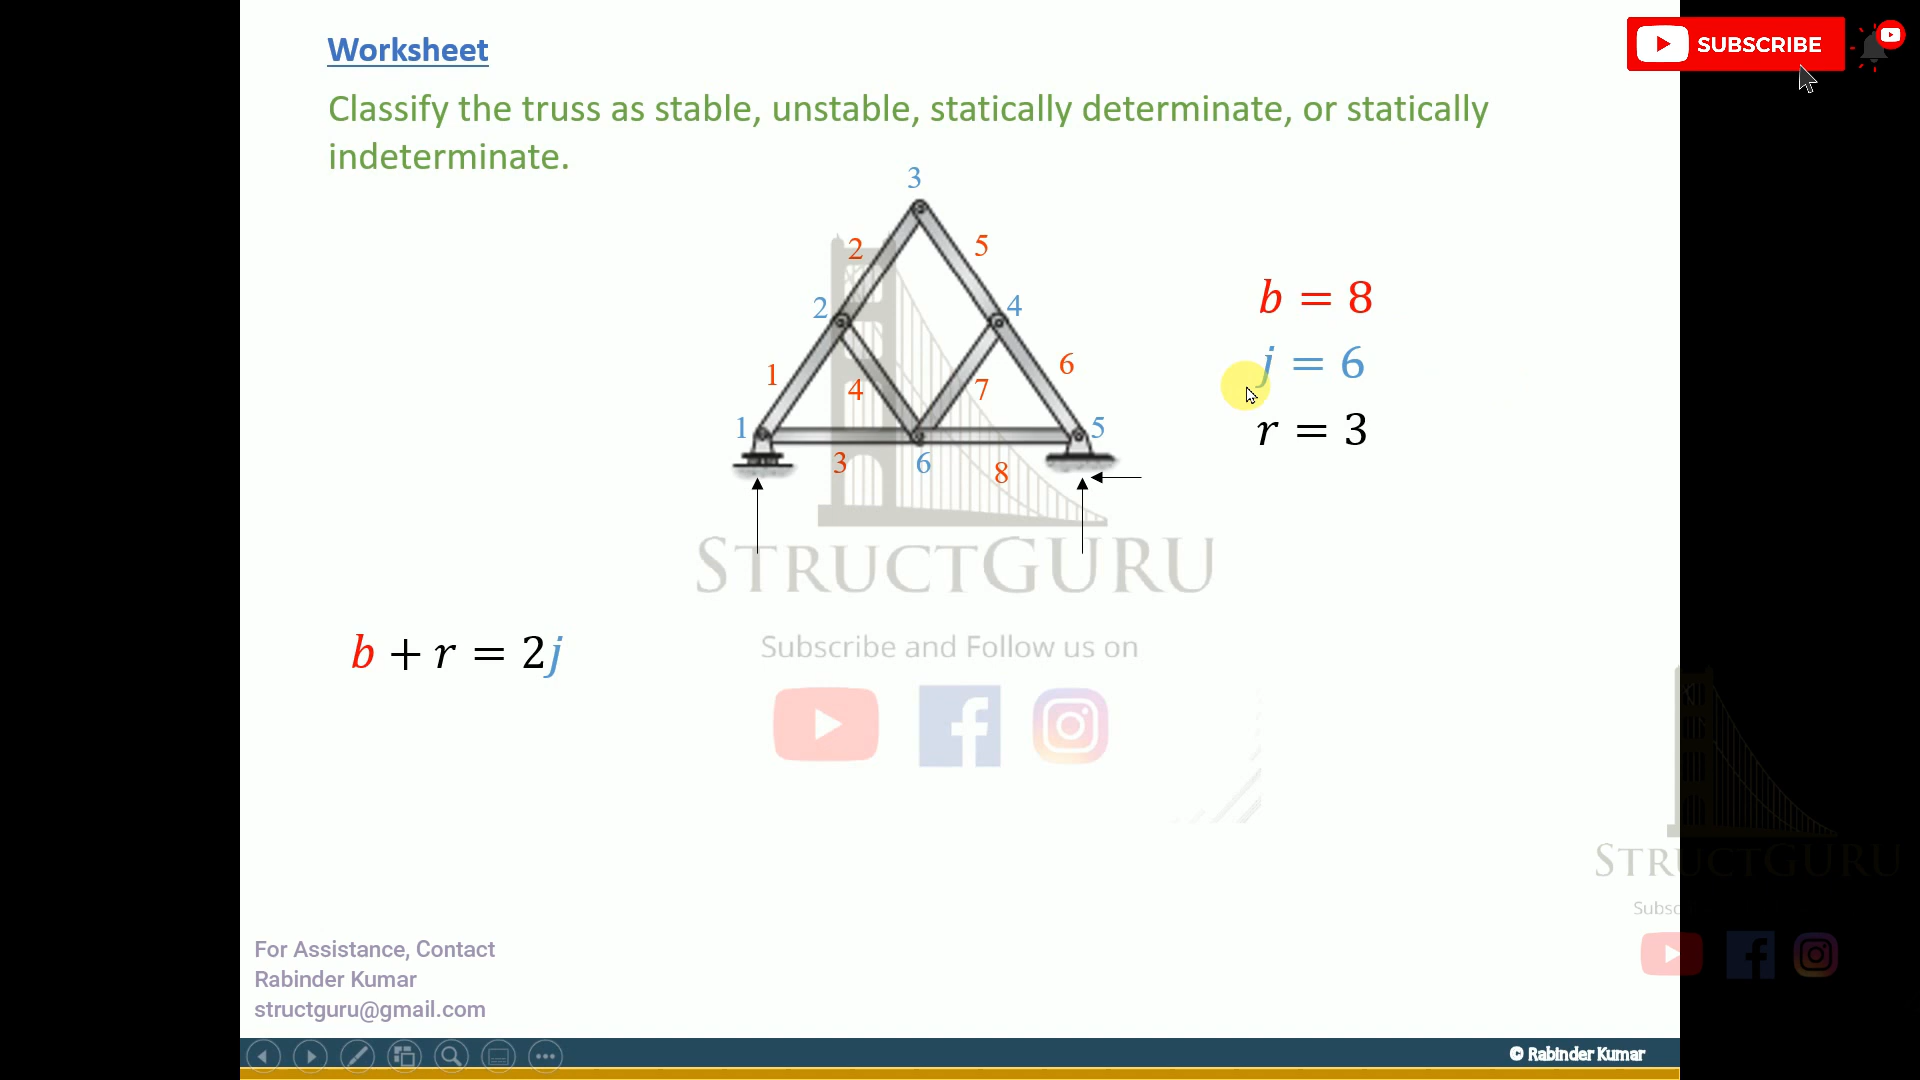 Worksheet
SUBSCRIBE
Classify the truss as stable, unstable, statically determinate, or statically
indeterminate.
3
2
5
2
4
1
4
7
6
1
3
6
8
5
b = 8
j = 6
r = 3
STRUCTGURU
b + r = 2j
Subscribe and Follow us on
STRUCTGURU
For Assistance, Contact
Rabinder Kumar
structguru@gmail.com
© Rabinder Kumar